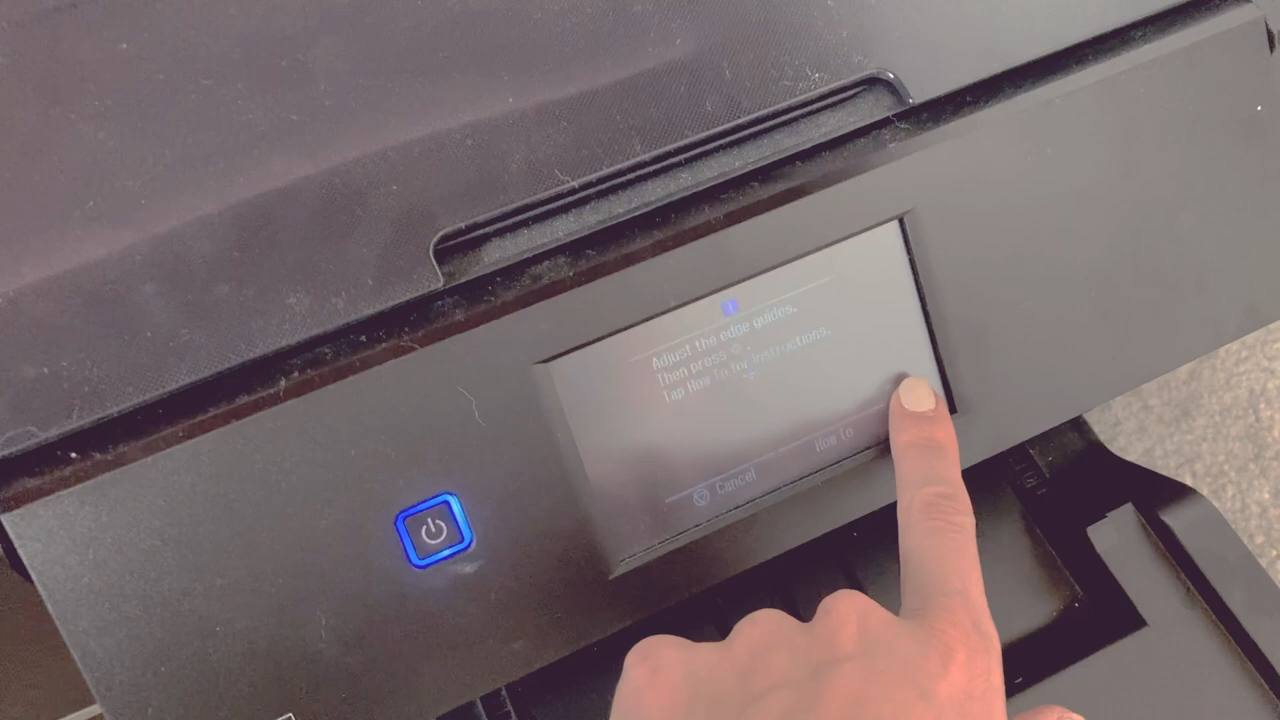 Adjust the edge guides.
Then press ◇.
Tap How To for instructions.
Cancel
How To